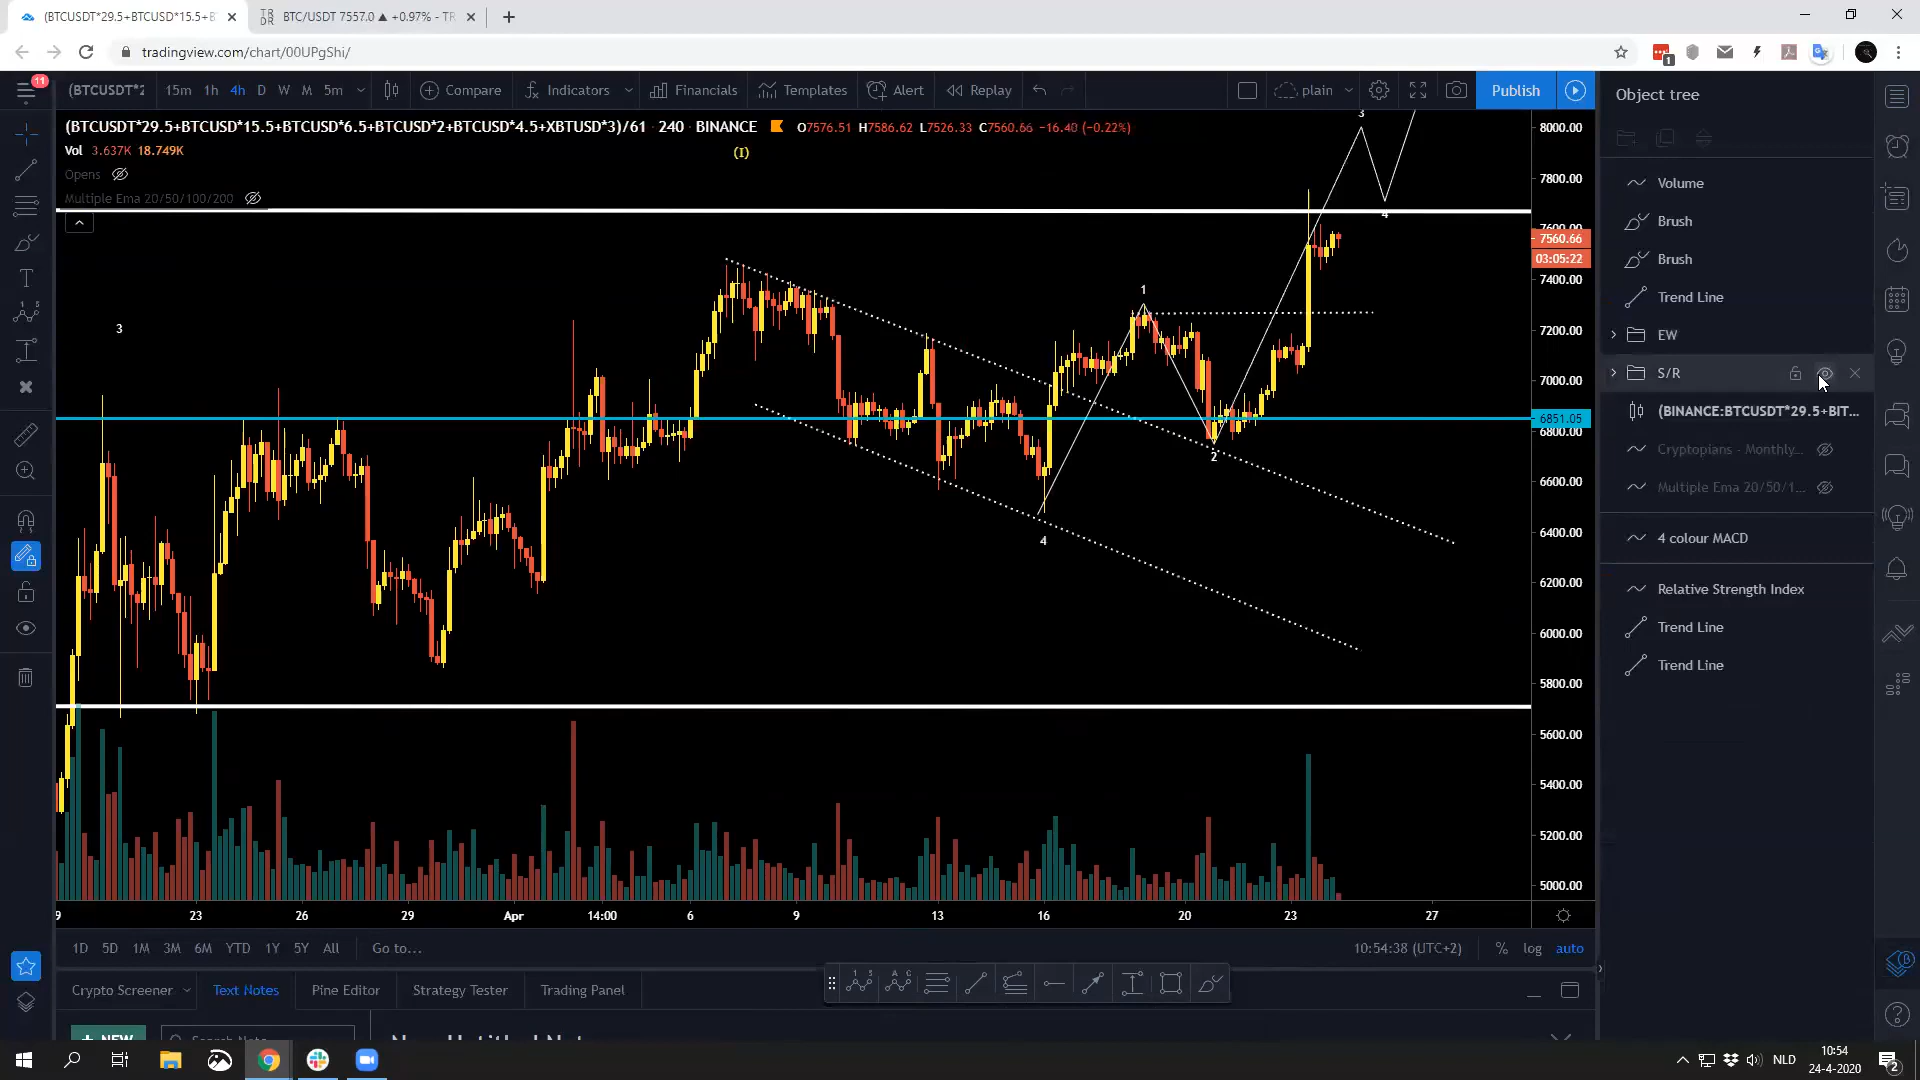 (BTCUSDT*29.5+BTCUSD*15.5+B
BTC/USDT 7557.0 ▲ +0.97% - TR
tradingview.com/chart/00UPgShi/
1
11
(BTCUSDT*2
15m 1h 4h D W M 5m
Compare
Indicators
Financials
Templates
Alert
Replay
plain
Publish
Object tree
(BTCUSDT*29.5+BTCUSD*15.5+BTCUSD*6.5+BTCUSD*2+BTCUSD*4.5+XBTUSD*3)/61 · 240 · BINANCE
O7576.51 H7586.62 L7526.33 C7560.66 −16.40 (−0.22%)
Vol 3.637K 18.749K
Opens
Multiple Ema 20/50/100/200
(I)
3
4
3
1
2
4
8000.00
7800.00
7600.00
7560.66
03:05:22
7400.00
7200.00
7000.00
6851.05
6800.00
6600.00
6400.00
6200.00
6000.00
5800.00
5600.00
5400.00
5200.00
5000.00
9 23 26 29 Apr 14:00 6 9 13 16 20 23 27
Volume
Brush
Brush
Trend Line
EW
S/R
(BINANCE:BTCUSDT*29.5+BIT...
Cryptopians - Monthly...
Multiple Ema 20/50/1...
4 colour MACD
Relative Strength Index
Trend Line
Trend Line
1D 5D 1M 3M 6M YTD 1Y 5Y All
Go to...
10:54:38 (UTC+2)
% log auto
Crypto Screener
Text Notes
Pine Editor
Strategy Tester
Trading Panel
+ NEW
Search Note
NLD
10:54
24-4-2020
2